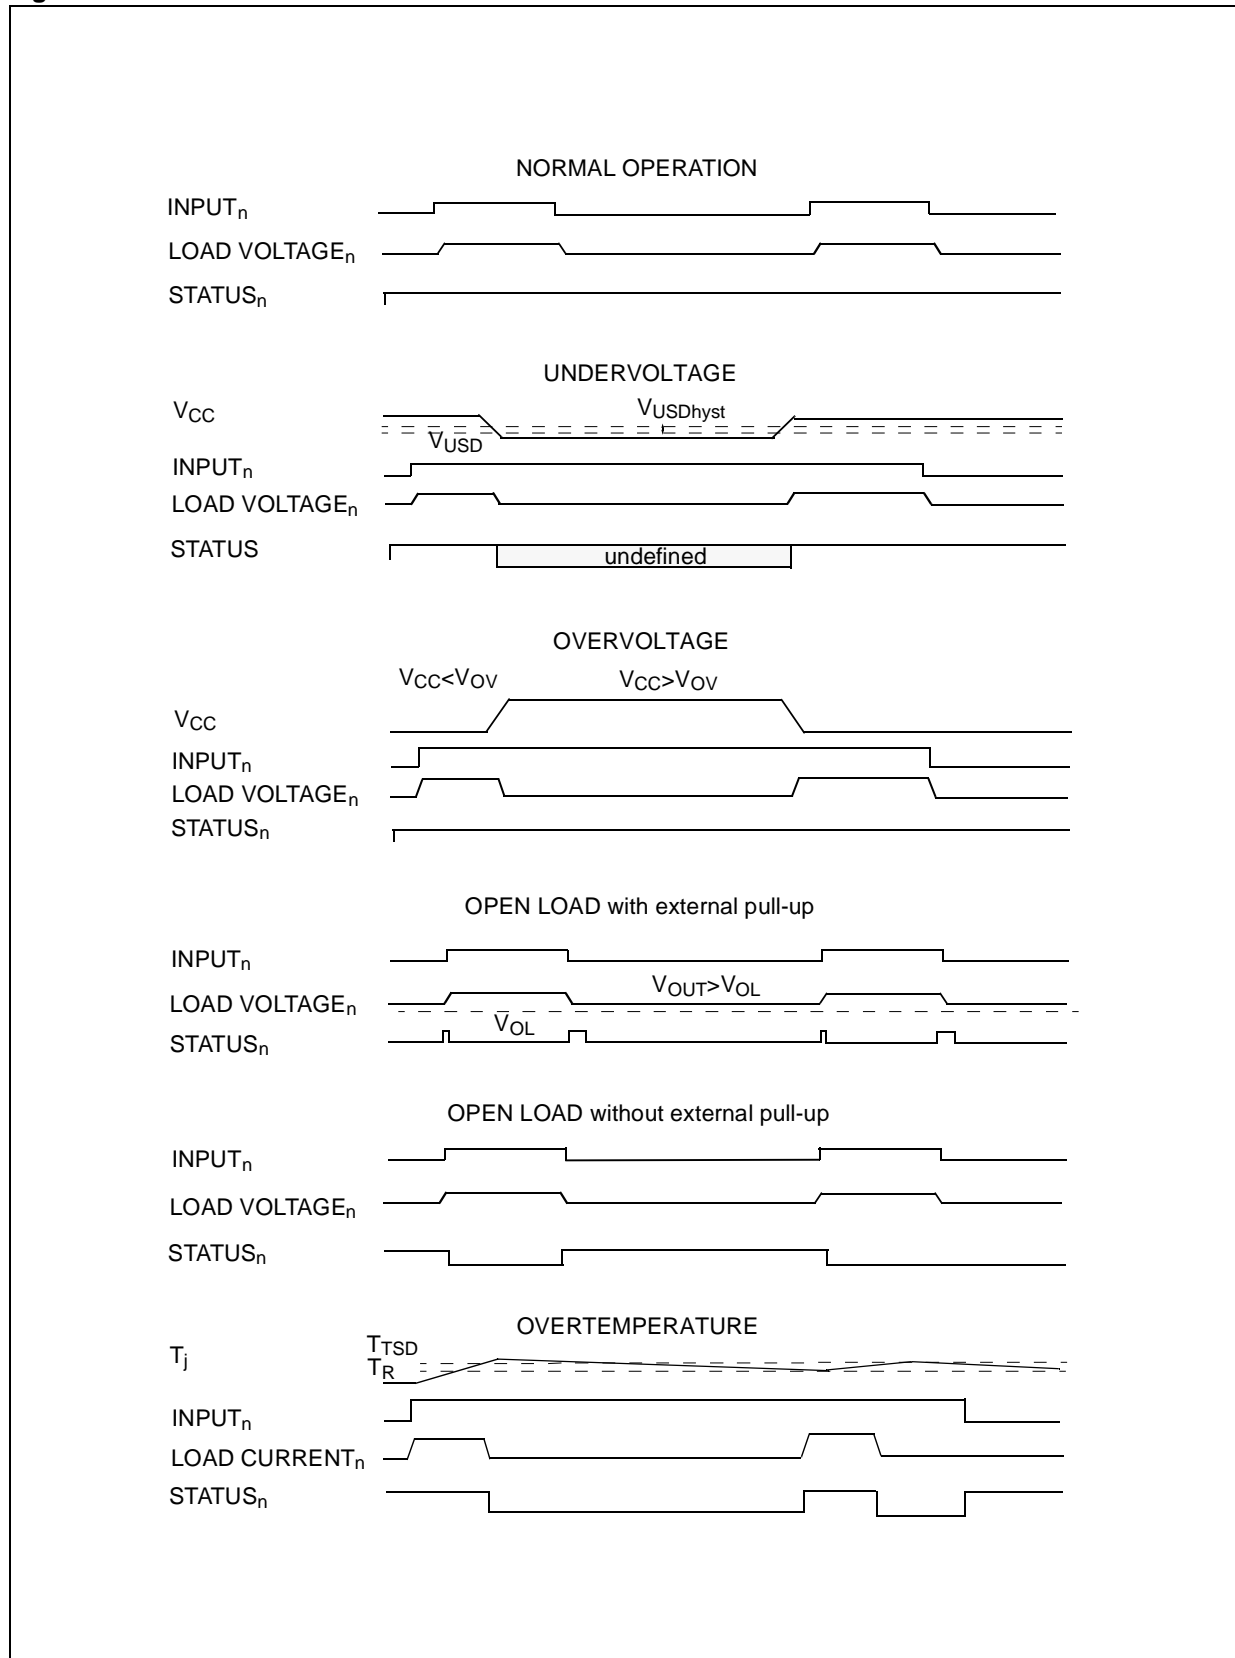 NORMAL OPERATION
INPUTn
LOAD VOLTAGEn
STATUSn
UNDERVOLTAGE
VCC
VUSDhyst
VUSD
INPUTn
LOAD VOLTAGEn
STATUS
undefined
OVERVOLTAGE
VCC<VOV
VCC>VOV
VCC
INPUTn
LOAD VOLTAGEn
STATUSn
OPEN LOAD with external pull-up
INPUTn
LOAD VOLTAGEn
VOUT>VOL
VOL
STATUSn
OPEN LOAD without external pull-up
INPUTn
LOAD VOLTAGEn
STATUSn
OVERTEMPERATURE
Tj
TTSD
TR
INPUTn
LOAD CURRENTn
STATUSn